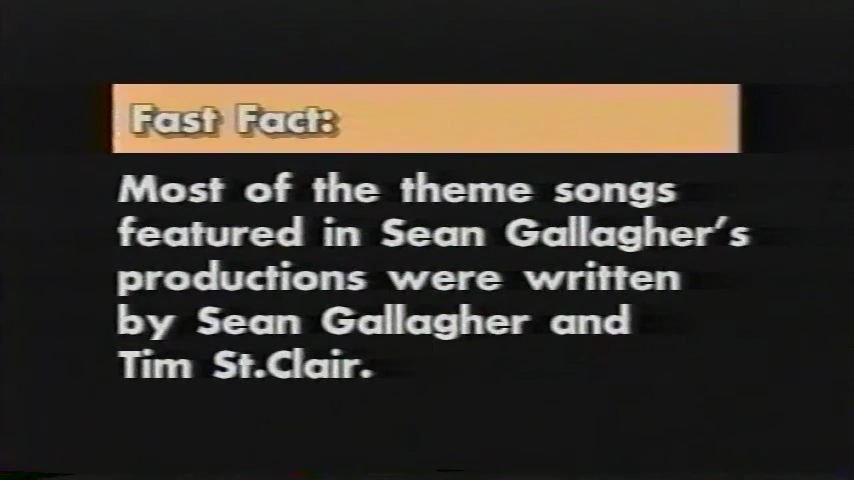 Fast Fact:
Most of the theme songs
featured in Sean Gallagher's
productions were written
by Sean Gallagher and
Tim St.Clair.